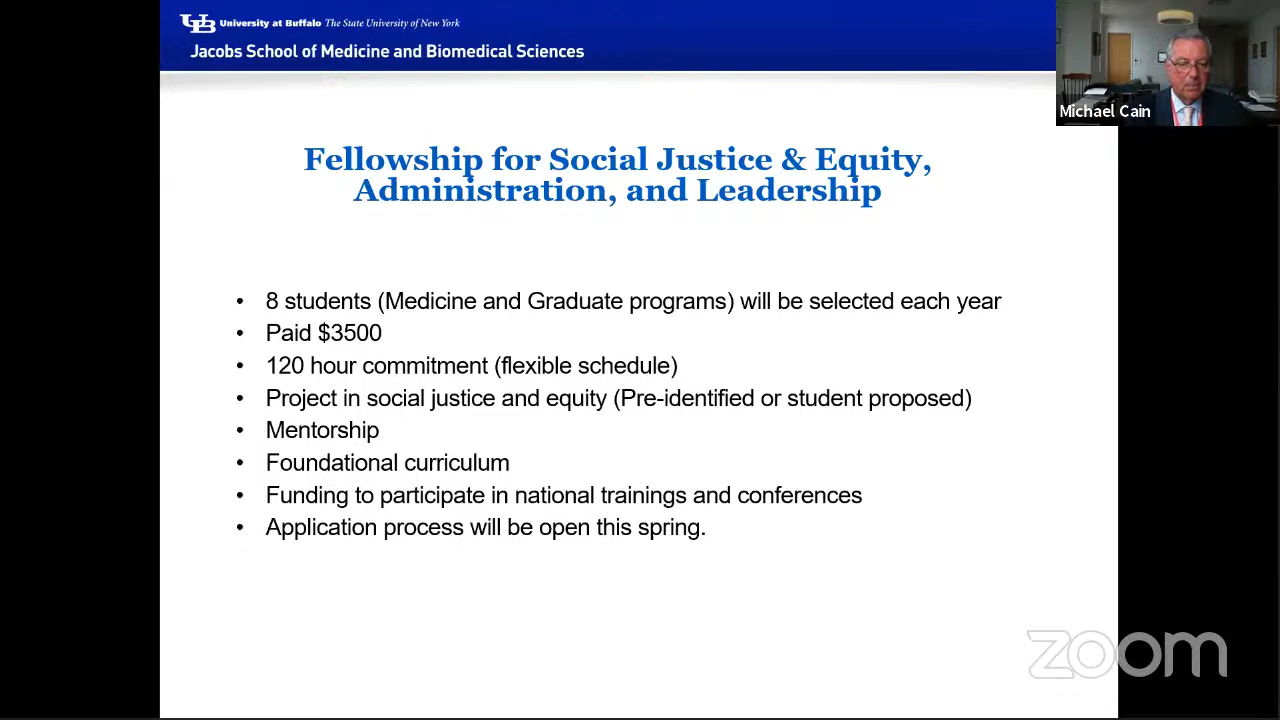 UB University at Buffalo The State University of New York
Jacobs School of Medicine and Biomedical Sciences
Michael Cain
Fellowship for Social Justice & Equity,
Administration, and Leadership
• 8 students (Medicine and Graduate programs) will be selected each year
• Paid $3500
• 120 hour commitment (flexible schedule)
• Project in social justice and equity (Pre-identified or student proposed)
• Mentorship
• Foundational curriculum
• Funding to participate in national trainings and conferences
• Application process will be open this spring.
zoom